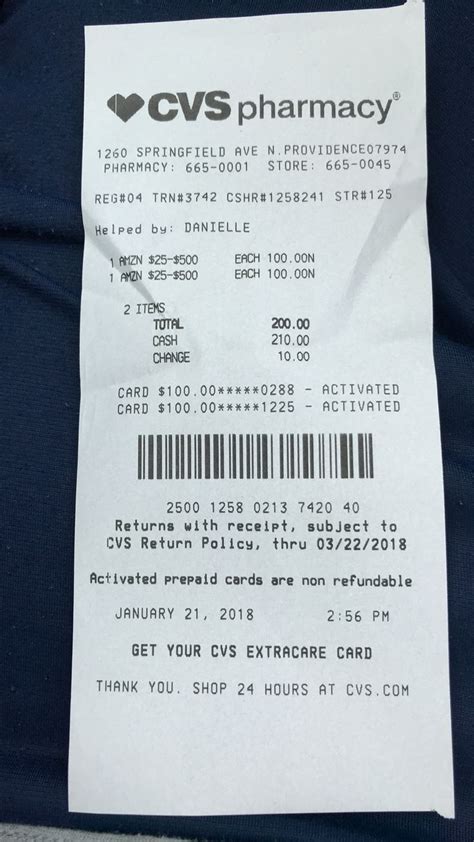 CVS pharmacy®
1260 SPRINGFIELD AVE N.PROVIDENCE07974
PHARMACY: 665-0001 STORE: 665-0045
REG#04 TRN#3742 CSHR#1258241 STR#125
Helped by: DANIELLE
1 AMZN $25-$500 EACH 100.00N
1 AMZN $25-$500 EACH 100.00N
2 ITEMS
TOTAL 200.00
CASH 210.00
CHANGE 10.00
CARD $100.00*****0288 - ACTIVATED
CARD $100.00*****1225 - ACTIVATED
2500 1258 0213 7420 40
Returns with receipt, subject to
CVS Return Policy, thru 03/22/2018
Activated prepaid cards are non refundable
JANUARY 21, 2018 2:56 PM
GET YOUR CVS EXTRACARE CARD
THANK YOU. SHOP 24 HOURS AT CVS.COM